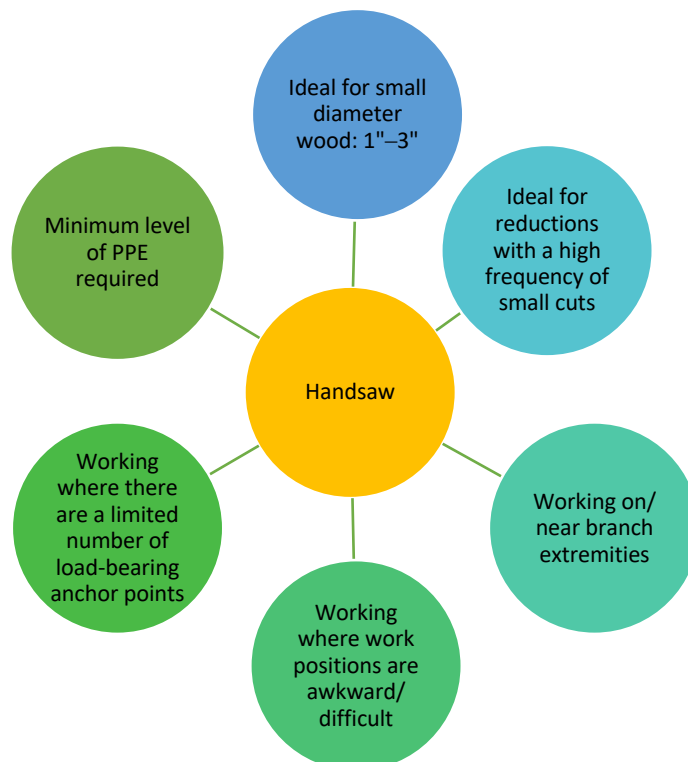 Ideal for small
diameter
wood: 1"–3"
Ideal for
reductions
with a high
frequency of
small cuts
Minimum level
of PPE
required
Handsaw
Working
where there
are a limited
number of
load-bearing
anchor points
Working on/
near branch
extremities
Working
where work
positions are
awkward/
difficult